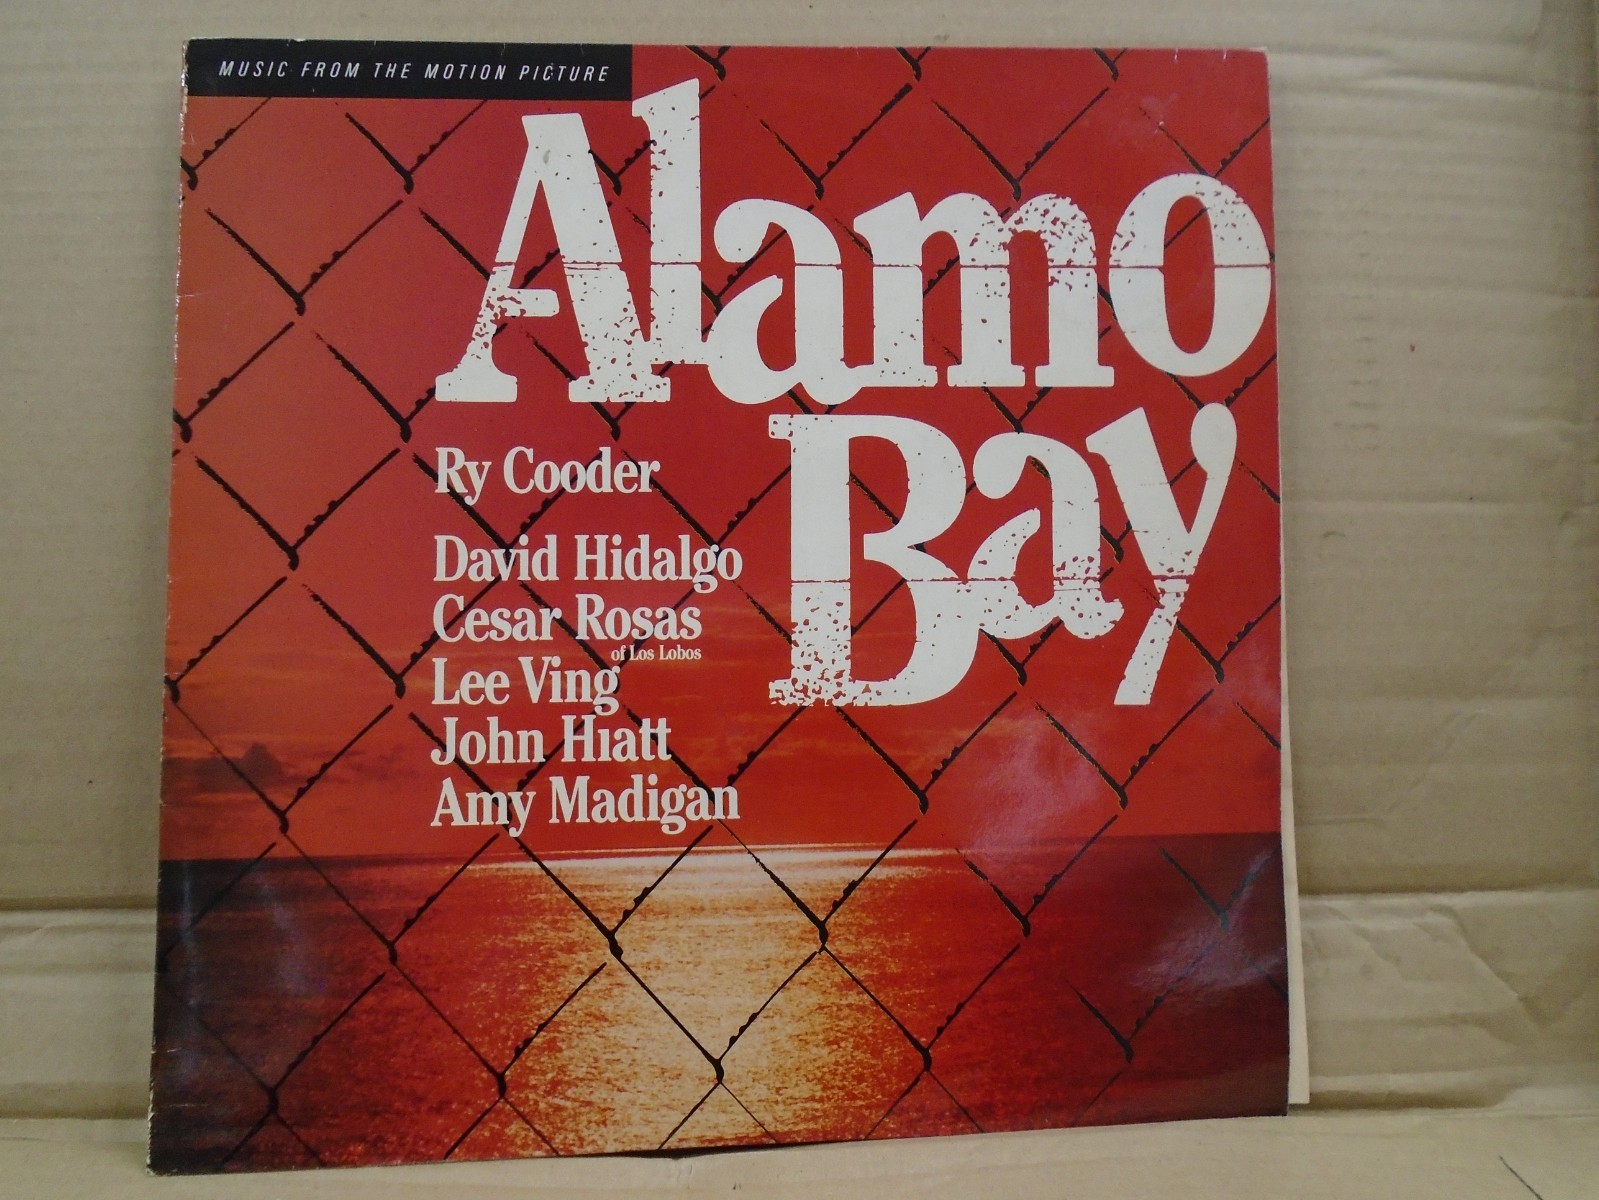 MUSIC FROM THE MOTION PICTURE
Alamo
Bay
Ry Cooder
David Hidalgo
Cesar Rosas
of Los Lobos
Lee Ving
John Hiatt
Amy Madigan